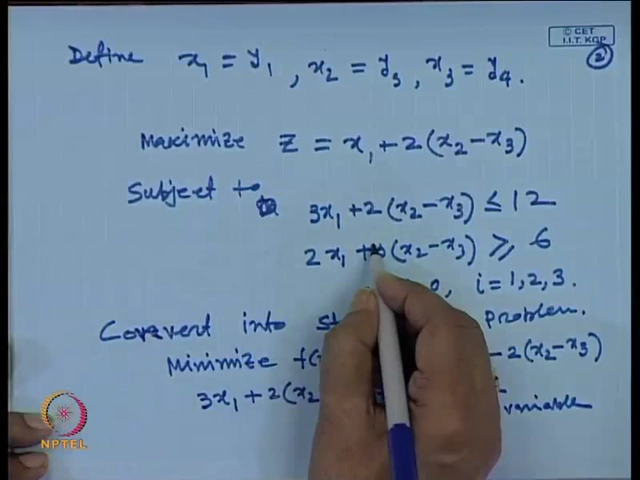 © CET
I.I.T. KGP
2
Define x₁ = y₁ , x₂ = y₃ , x₃ = y₄ .
Maximize Z = x₁ + 2(x₂ - x₃)
Subject to
3x₁ + 2(x₂ - x₃) ≤ 12
2x₁ + (x₂ - x₃) ≥ 6
0, i = 1, 2, 3.
into problem.
Minimize - 2(x₂ - x₃)
3x₁ + 2(x₂ variable
NPTEL